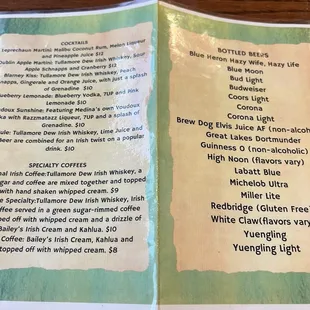 COCKTAILS
Leprechaun Martini: Malibu Coconut Rum, Melon Liqueur
and Pineapple Juice $12
Dublin Apple Martini: Tullamore Dew Irish Whiskey, Sour
Apple Schnapps and Cranberry $13
Blarney Kiss: Tullamore Dew Irish Whiskey, Peach
Schnapps, Gingerale and Orange Juice, with just a splash
of Grenadine. $10
Blueberry Lemonade: Blueberry Vodka, 7UP and Pink
Lemonade $10
Voudoux Sunshine: Featuring Medina's own Voudoux
Vodka with Razzmatazz Liqueur, 7UP and a splash of
Grenadine. $10
Mule: Tullamore Dew Irish Whiskey, Lime Juice and
beer are combined for an Irish twist on a popular
drink. $10
SPECIALTY COFFEES
Irish Coffee: Tullamore Dew Irish Whiskey, a
sugar and coffee are mixed together and topped
with hand shaken whipped cream. $9
Specialty: Tullamore Dew Irish Whiskey, Irish
coffee served in a green sugar-rimmed coffee
topped off with whipped cream and a drizzle of
Bailey's Irish Cream and Kahlua. $10
Coffee: Bailey's Irish Cream, Kahlua and
topped off with whipped cream. $8
BOTTLED BEERS
Blue Heron Hazy Wife, Hazy Life
Blue Moon
Bud Light
Budweiser
Coors Light
Corona
Corona Light
Brew Dog Elvis Juice AF (non-alcoholic)
Great Lakes Dortmunder
Guinness O (non-alcoholic)
High Noon (flavors vary)
Labatt Blue
Michelob Ultra
Miller Lite
Redbridge (Gluten Free)
White Claw(flavors vary)
Yuengling
Yuengling Light